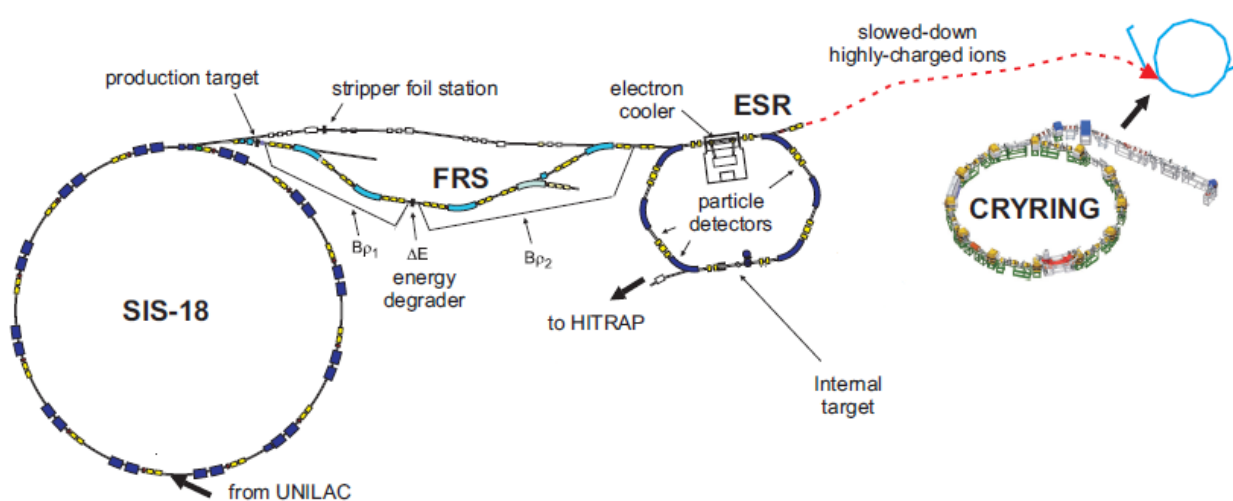 slowed-down
highly-charged ions
production target
stripper foil station
electron
cooler
ESR
FRS
particle
detectors
CRYRING
Bρ1
ΔE
Bρ2
energy
degrader
SIS-18
to HITRAP
Internal
target
from UNILAC